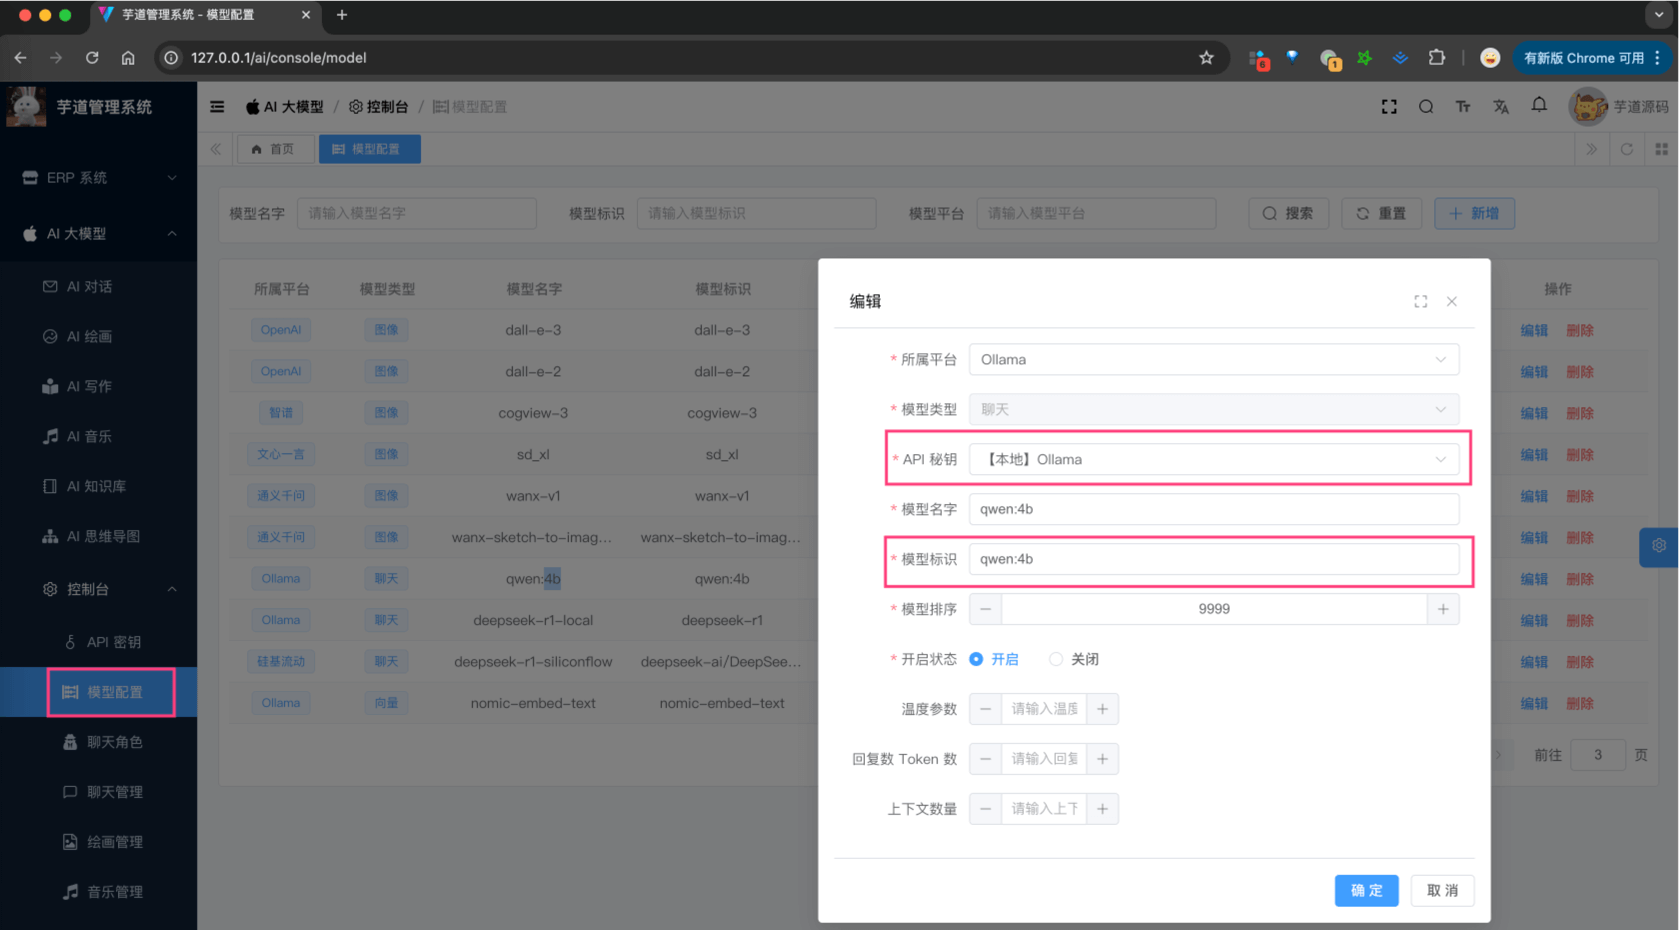 芋道管理系统 - 模型配置
127.0.0.1/ai/console/model
6
1
有新版 Chrome 可用
芋道管理系统
AI 大模型 / 控制台 / 模型配置
芋道源码
首页
模型配置
ERP 系统
AI 大模型
AI 对话
AI 绘画
AI 写作
AI 音乐
AI 知识库
AI 思维导图
控制台
API 密钥
模型配置
聊天角色
聊天管理
绘画管理
音乐管理
模型名字 请输入模型名字 模型标识 请输入模型标识 模型平台 请输入模型平台 搜索 重置 新增
所属平台 模型类型 模型名字 模型标识 操作
OpenAI 图像 dall-e-3 dall-e-3 编辑 删除
OpenAI 图像 dall-e-2 dall-e-2 编辑 删除
智谱 图像 cogview-3 cogview-3 编辑 删除
文心一言 图像 sd_xl sd_xl 编辑 删除
通义千问 图像 wanx-v1 wanx-v1 编辑 删除
通义千问 图像 wanx-sketch-to-imag... wanx-sketch-to-imag... 编辑 删除
Ollama 聊天 qwen:4b qwen:4b 编辑 删除
Ollama 聊天 deepseek-r1-local deepseek-r1 编辑 删除
硅基流动 聊天 deepseek-r1-siliconflow deepseek-ai/DeepSee... 编辑 删除
Ollama 向量 nomic-embed-text nomic-embed-text 编辑 删除
前往 3 页
编辑
* 所属平台 Ollama
* 模型类型 聊天
* API 秘钥 【本地】Ollama
* 模型名字 qwen:4b
* 模型标识 qwen:4b
* 模型排序 9999
* 开启状态 开启 关闭
温度参数 请输入温度
回复数 Token 数 请输入回复
上下文数量 请输入上下
确 定
取 消